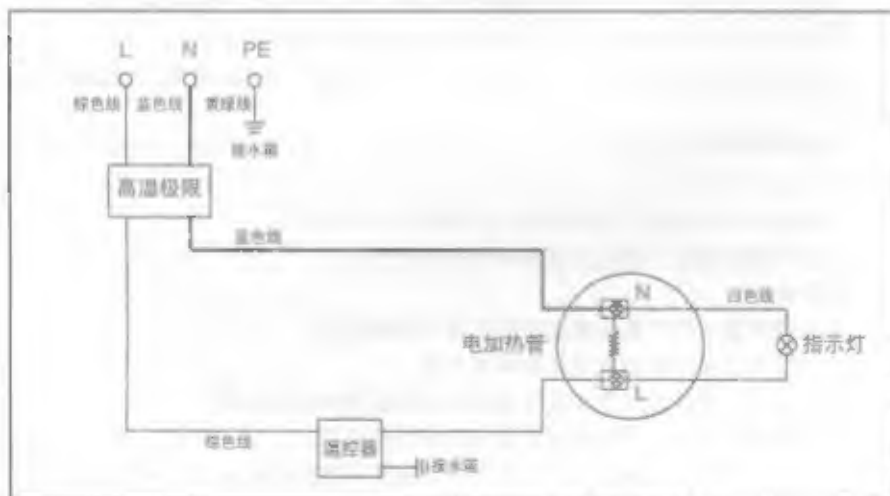 L N PE
棕色线 蓝色线 黄绿线
接水箱
高温极限
蓝色线
N
白色线
电加热管
指示灯
L
棕色线
温控器
接水箱